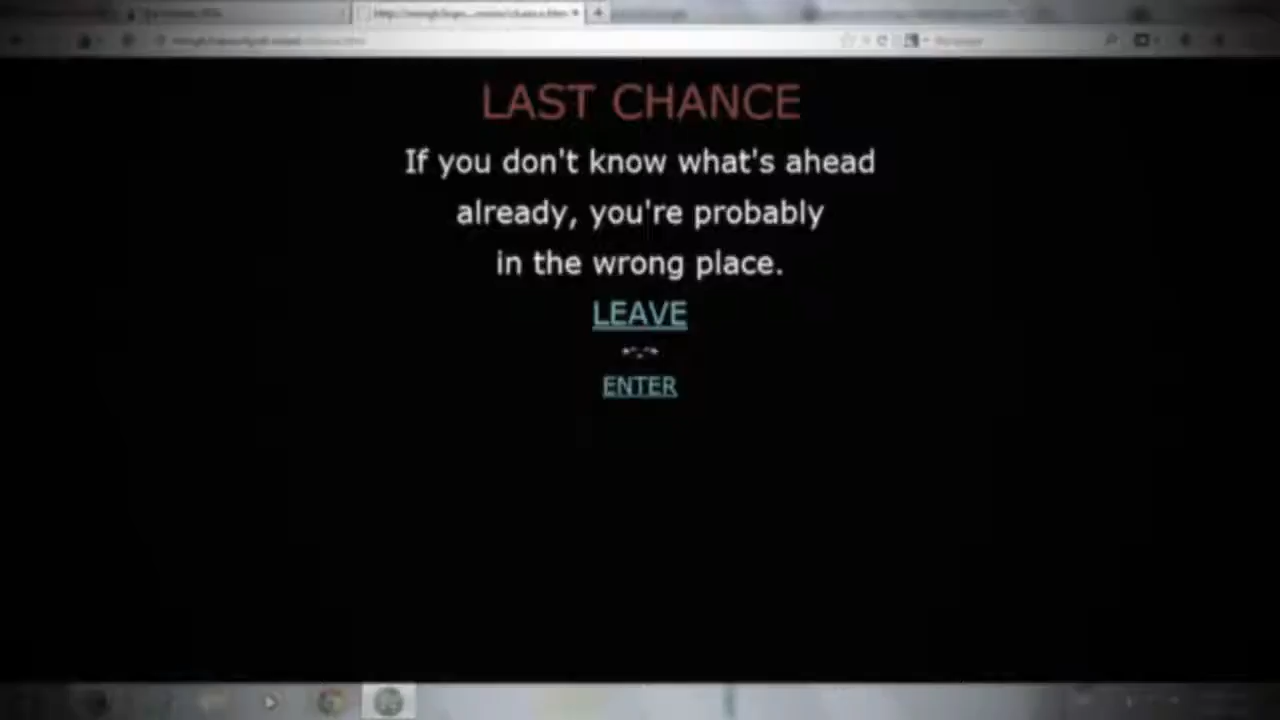 LAST CHANCE
If you don't know what's ahead
already, you're probably
in the wrong place.
LEAVE
*~-~*
ENTER